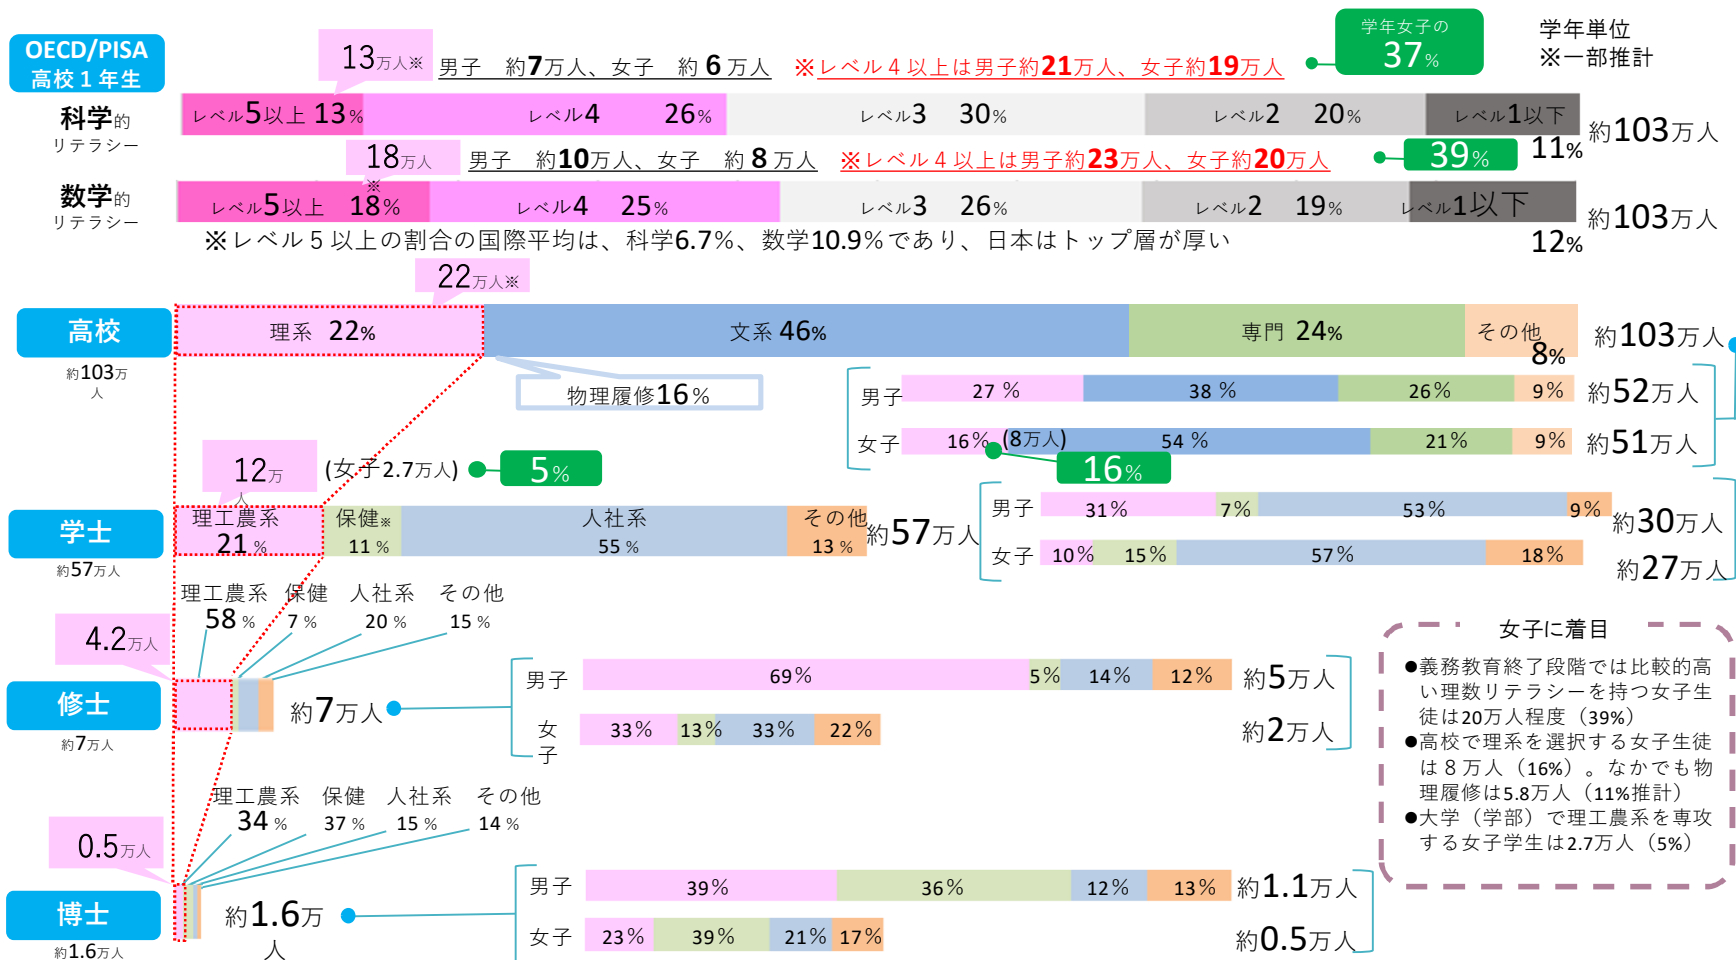 OECD/PISA
高校1年生
13万人※
男子 約7万人、女子 約6万人 ※レベル4以上は男子約21万人、女子約19万人
学年女子の
37%
学年単位
※一部推計
科学的
リテラシー
レベル5以上 13% レベル4 26% レベル3 30% レベル2 20% レベル1以下
11%
約103万人
18万人
※
男子 約10万人、女子 約8万人 ※レベル4以上は男子約23万人、女子約20万人
39%
数学的
リテラシー
レベル5以上 18% レベル4 25% レベル3 26% レベル2 19% レベル1以下
12%
約103万人
※レベル5以上の割合の国際平均は、科学6.7%、数学10.9%であり、日本はトップ層が厚い
22万人※
高校
約103万
人
理系 22% 文系 46% 専門 24% その他
8%
約103万人
物理履修16%
男子 27% 38% 26% 9% 約52万人
女子 16% (8万人) 54% 21% 9% 約51万人
16%
12万
人
(女子2.7万人)
5%
学士
約57万人
理工農系
21%
保健※
11%
人社系
55%
その他
13%
約57万人
男子 31% 7% 53% 9% 約30万人
女子 10% 15% 57% 18% 約27万人
理工農系 保健 人社系 その他
58% 7% 20% 15%
4.2万人
修士
約7万人
約7万人
男子 69% 5% 14% 12% 約5万人
女
子
33% 13% 33% 22% 約2万人
理工農系 保健 人社系 その他
34% 37% 15% 14%
0.5万人
博士
約1.6万人
約1.6万
人
男子 39% 36% 12% 13% 約1.1万人
女子 23% 39% 21% 17% 約0.5万人
女子に着目
●義務教育終了段階では比較的高
い理数リテラシーを持つ女子生
徒は20万人程度（39%）
●高校で理系を選択する女子生徒
は8万人（16%）。なかでも物
理履修は5.8万人（11%推計）
●大学（学部）で理工農系を専攻
する女子学生は2.7万人（5%）